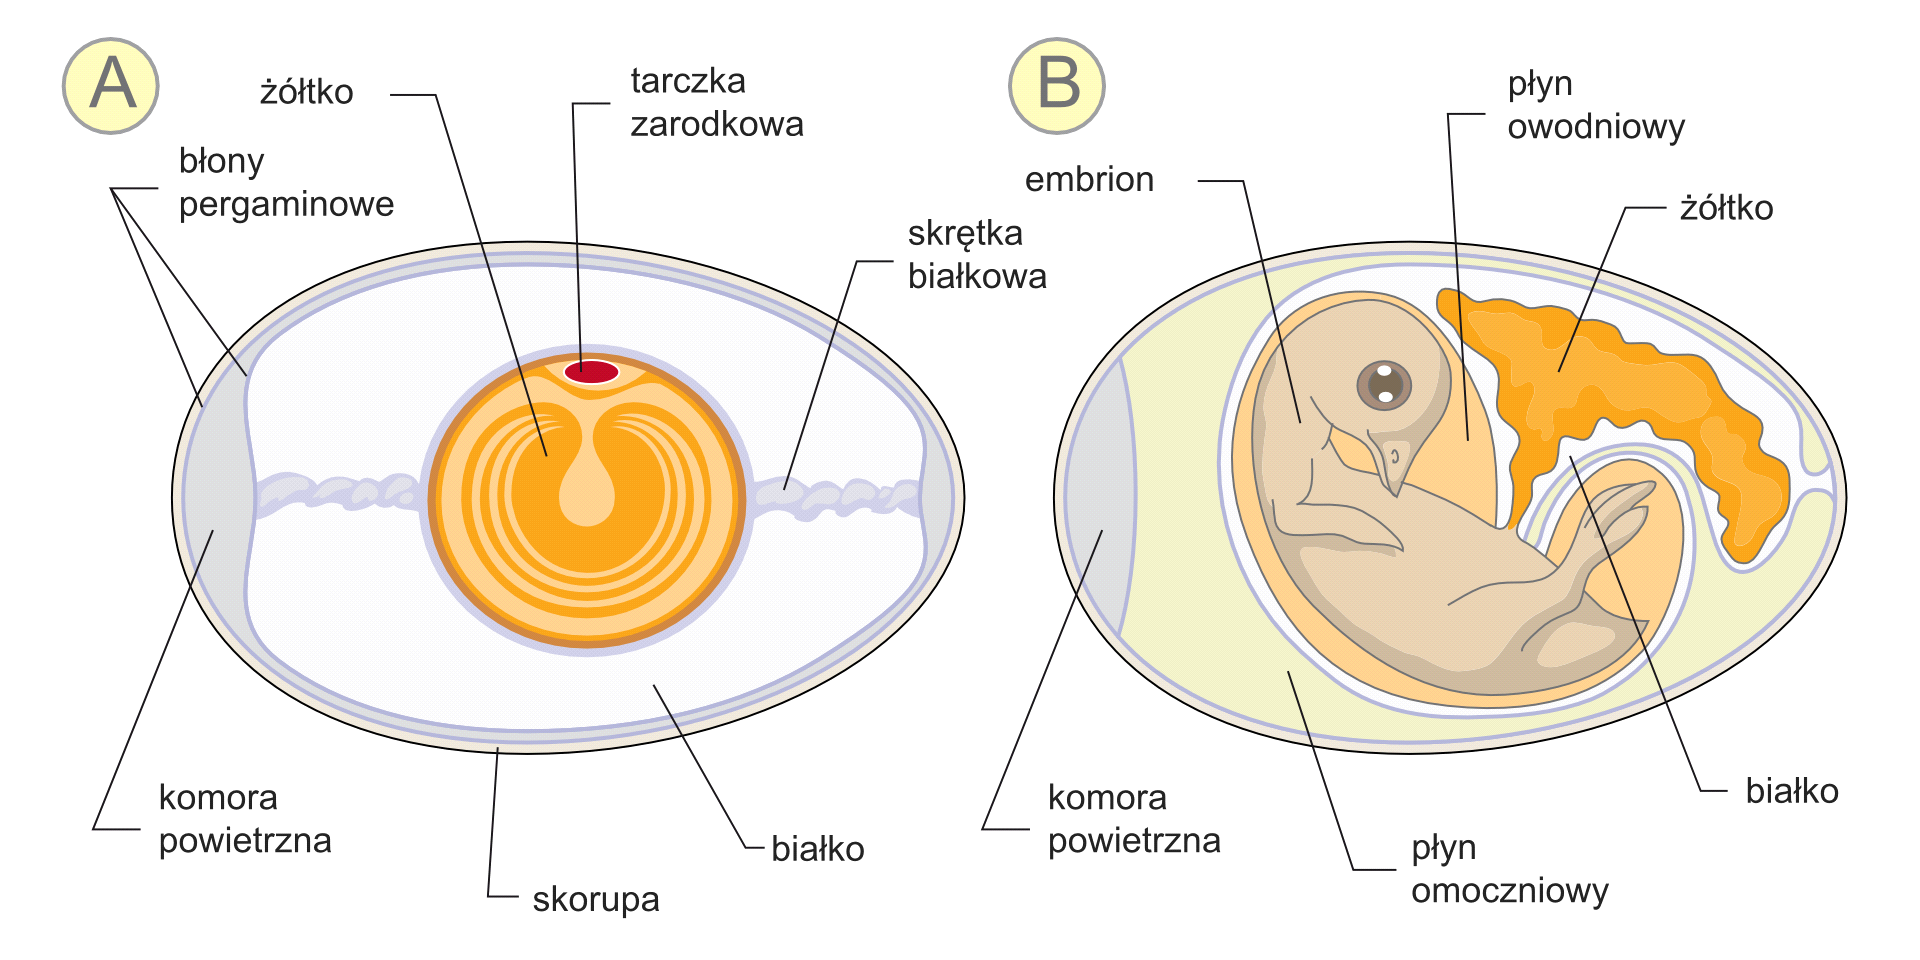 A
żółtko
tarczka
zarodkowa
błony
pergaminowe
skrętka
białkowa
komora
powietrzna
skorupa
białko
B
płyn
owodniowy
embrion
żółtko
komora
powietrzna
płyn
omoczniowy
białko